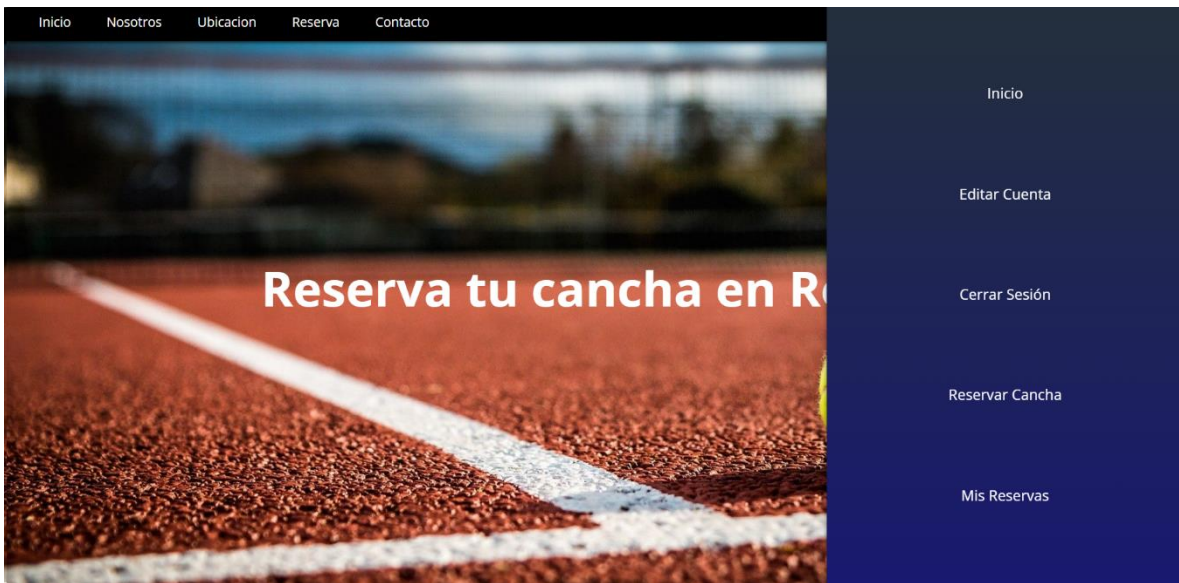 Inicio Nosotros Ubicacion Reserva Contacto
Reserva tu cancha en R
Inicio
Editar Cuenta
Cerrar Sesión
Reservar Cancha
Mis Reservas